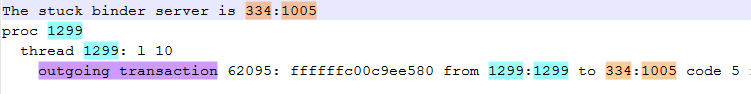 The stuck binder server is 334:1005
proc 1299
thread 1299: l 10
outgoing transaction 62095: ffffffc00c9ee580 from 1299:1299 to 334:1005 code 5